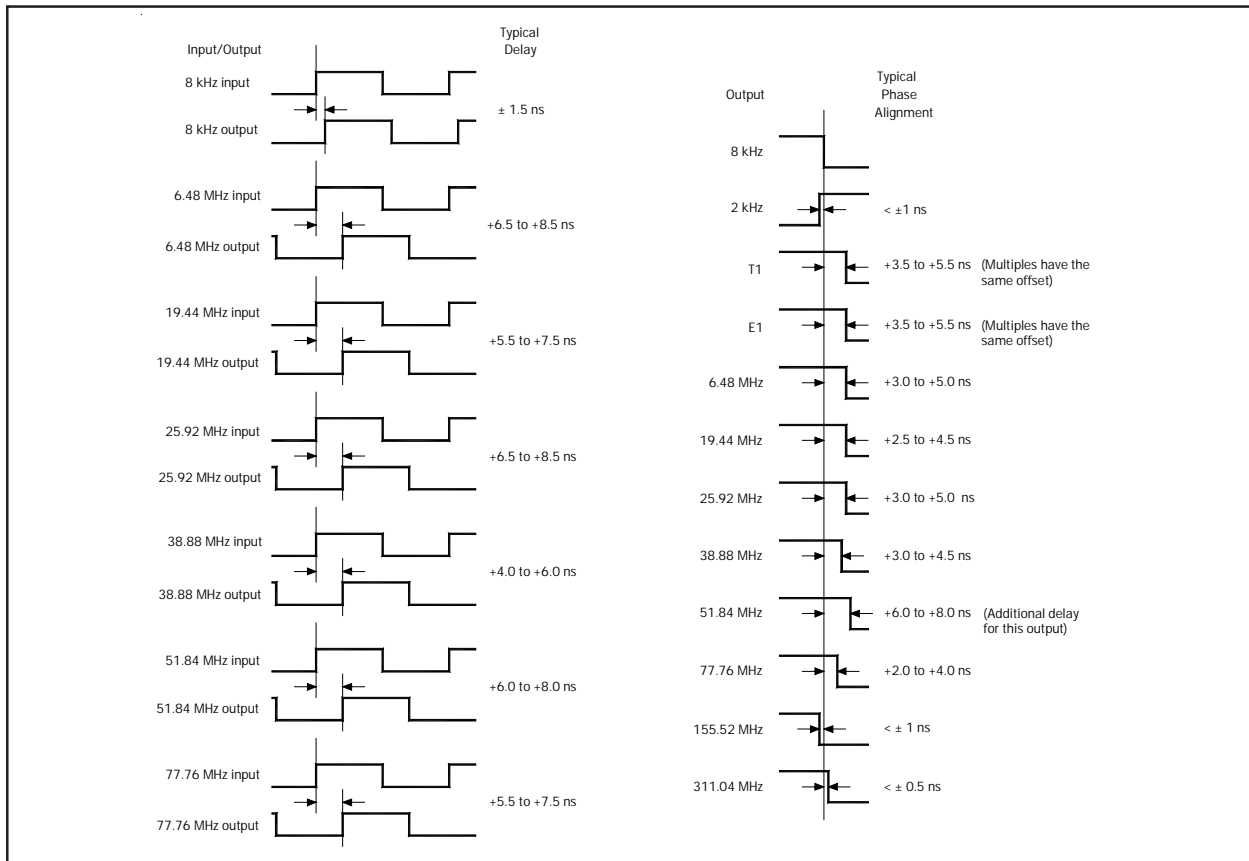 Input/Output
Typical
Delay
8 kHz input
± 1.5 ns
8 kHz output
6.48 MHz input
+6.5 to +8.5 ns
6.48 MHz output
19.44 MHz input
+5.5 to +7.5 ns
19.44 MHz output
25.92 MHz input
+6.5 to +8.5 ns
25.92 MHz output
38.88 MHz input
+4.0 to +6.0 ns
38.88 MHz output
51.84 MHz input
+6.0 to +8.0 ns
51.84 MHz output
77.76 MHz input
+5.5 to +7.5 ns
77.76 MHz output
Output
Typical
Phase
Alignment
8 kHz
2 kHz
< ±1 ns
T1
+3.5 to +5.5 ns (Multiples have the
same offset)
E1
+3.5 to +5.5 ns (Multiples have the
same offset)
6.48 MHz
+3.0 to +5.0 ns
19.44 MHz
+2.5 to +4.5 ns
25.92 MHz
+3.0 to +5.0 ns
38.88 MHz
+3.0 to +4.5 ns
51.84 MHz
+6.0 to +8.0 ns (Additional delay
for this output)
77.76 MHz
+2.0 to +4.0 ns
155.52 MHz
< ± 1 ns
311.04 MHz
< ± 0.5 ns